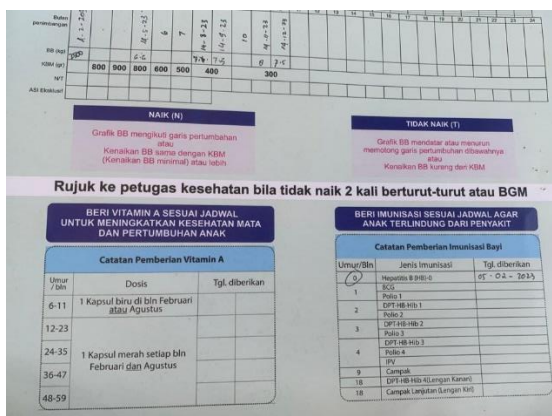 Bulan
penimbangan
6 7 10
BB (kg)
KBM (gr) 800 900 800 600 500 400 300
N/T
ASI Eksklusif
NAIK (N)
Grafik BB mengikuti garis pertumbuhan
atau
Kenaikan BB sama dengan KBM
(Kenaikan BB minimal) atau lebih
TIDAK NAIK (T)
Grafik BB mendatar atau menurun
memotong garis pertumbuhan dibawahnya
atau
Kenaikan BB kurang dari KBM
Rujuk ke petugas kesehatan bila tidak naik 2 kali berturut-turut atau BGM
BERI VITAMIN A SESUAI JADWAL
UNTUK MENINGKATKAN KESEHATAN MATA
DAN PERTUMBUHAN ANAK
Catatan Pemberian Vitamin A
Umur
/ bln
Dosis
Tgl. diberikan
6-11
1 Kapsul biru di bln Februari
atau Agustus
12-23
24-35
1 Kapsul merah setiap bln
Februari dan Agustus
36-47
48-59
BERI IMUNISASI SESUAI JADWAL AGAR
ANAK TERLINDUNG DARI PENYAKIT
Catatan Pemberian Imunisasi Bayi
Umur/Bln Jenis Imunisasi Tgl. diberikan
0 Hepatitis B (HB)-0 05-02-2023
1 BCG
Polio 1
2 DPT-HB-Hib 1
Polio 2
3 DPT-HB-Hib 2
Polio 3
4 DPT-HB-Hib 3
Polio 4
IPV
9 Campak
18 DPT-HB-Hib 4(Lengan Kanan)
18 Campak Lanjutan (Lengan Kiri)